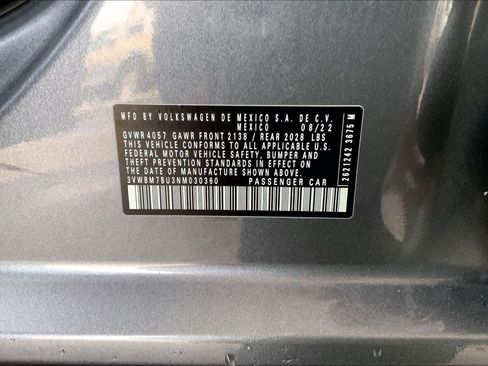 MFD BY VOLKSWAGEN DE MEXICO S.A. DE C.V.
MEXICO 08/22
GVWR 4057 GAWR FRONT 2138 / REAR 2028 LBS
THIS VEHICLE CONFORMS TO ALL APPLICABLE U.S.
FEDERAL MOTOR VEHICLE SAFETY, BUMPER AND
THEFT PREVENTION STANDARDS IN EFFECT ON
THE DATE OF MANUFACTURE SHOWN ABOVE.
3VWBM7BU3NM030360 PASSENGER CAR
2621242 3675 M